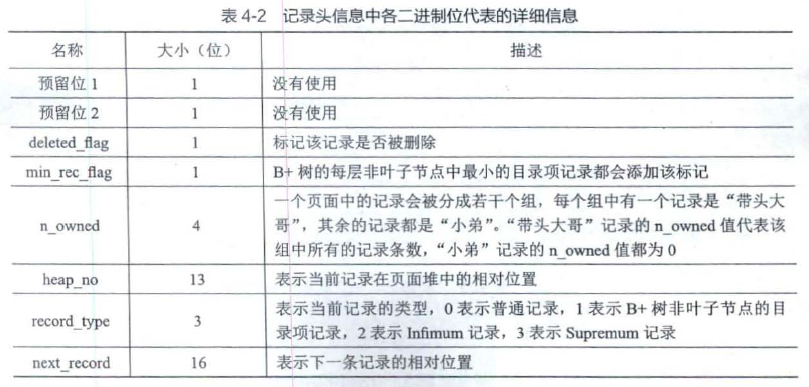 表 4-2 记录头信息中各二进制位代表的详细信息
名称 大小（位） 描述
预留位 1 1 没有使用
预留位 2 1 没有使用
deleted_flag 1 标记该记录是否被删除
min_rec_flag 1 B+ 树的每层非叶子节点中最小的目录项记录都会添加该标记
一个页面中的记录会被分成若干个组，每个组中有一个记录是“带头大
n_owned 4 哥”，其余的记录都是“小弟”。“带头大哥”记录的 n_owned 值代表该
组中所有的记录条数，“小弟”记录的 n_owned 值都为 0
heap_no 13 表示当前记录在页面堆中的相对位置
record_type 3 表示当前记录的类型，0 表示普通记录，1 表示 B+ 树非叶子节点的目
录项记录，2 表示 Infimum 记录，3 表示 Supremum 记录
next_record 16 表示下一条记录的相对位置